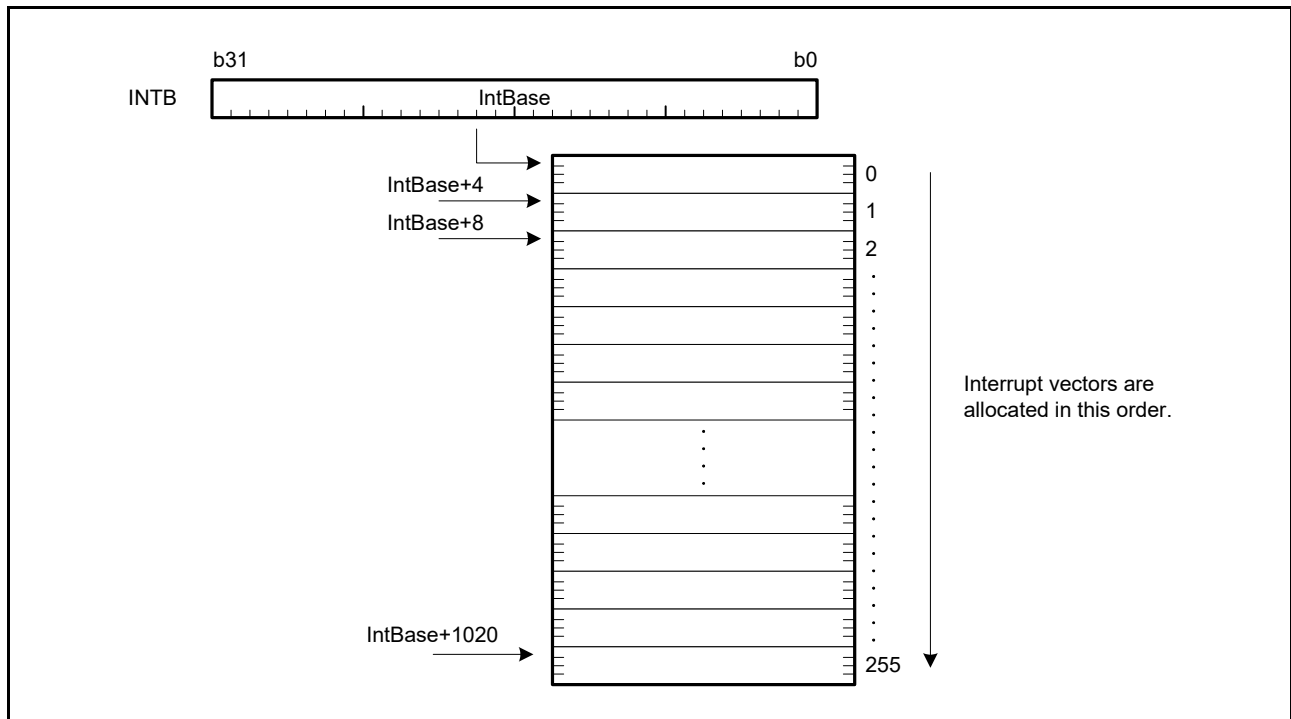 b31 b0
INTB IntBase
0
IntBase+4
1
IntBase+8
2
Interrupt vectors are
allocated in this order.
IntBase+1020
255